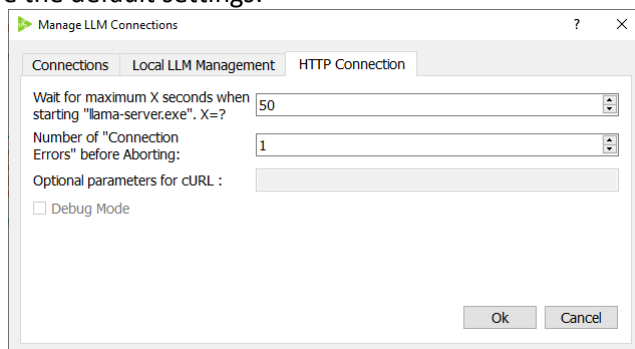 the default settings.
Manage LLM Connections ? ×
Connections Local LLM Management HTTP Connection
Wait for maximum X seconds when
starting "llama-server.exe". X=? 50
Number of "Connection
Errors" before Aborting: 1
Optional parameters for cURL :
Debug Mode
Ok Cancel